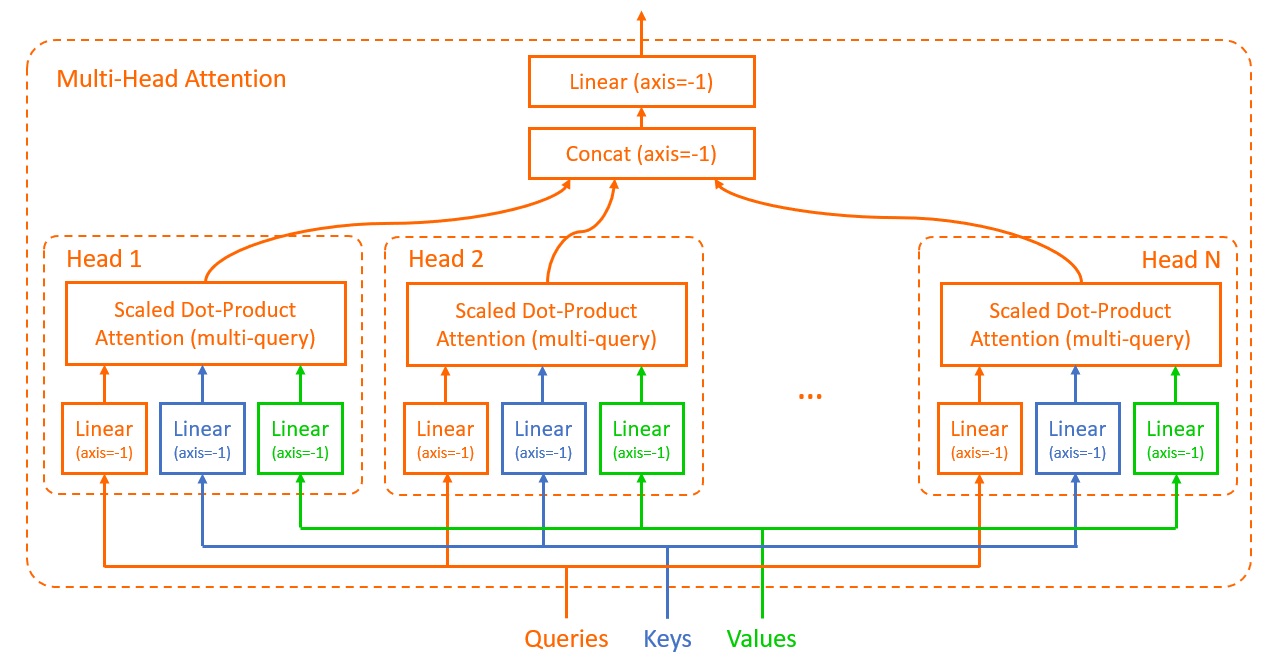 Multi-Head Attention
Linear (axis=-1)
Concat (axis=-1)
Head 1
Scaled Dot-Product
Attention (multi-query)
Linear
(axis=-1)
Linear
(axis=-1)
Linear
(axis=-1)
Head 2
Scaled Dot-Product
Attention (multi-query)
Linear
(axis=-1)
Linear
(axis=-1)
Linear
(axis=-1)
...
Head N
Scaled Dot-Product
Attention (multi-query)
Linear
(axis=-1)
Linear
(axis=-1)
Linear
(axis=-1)
Queries
Keys
Values